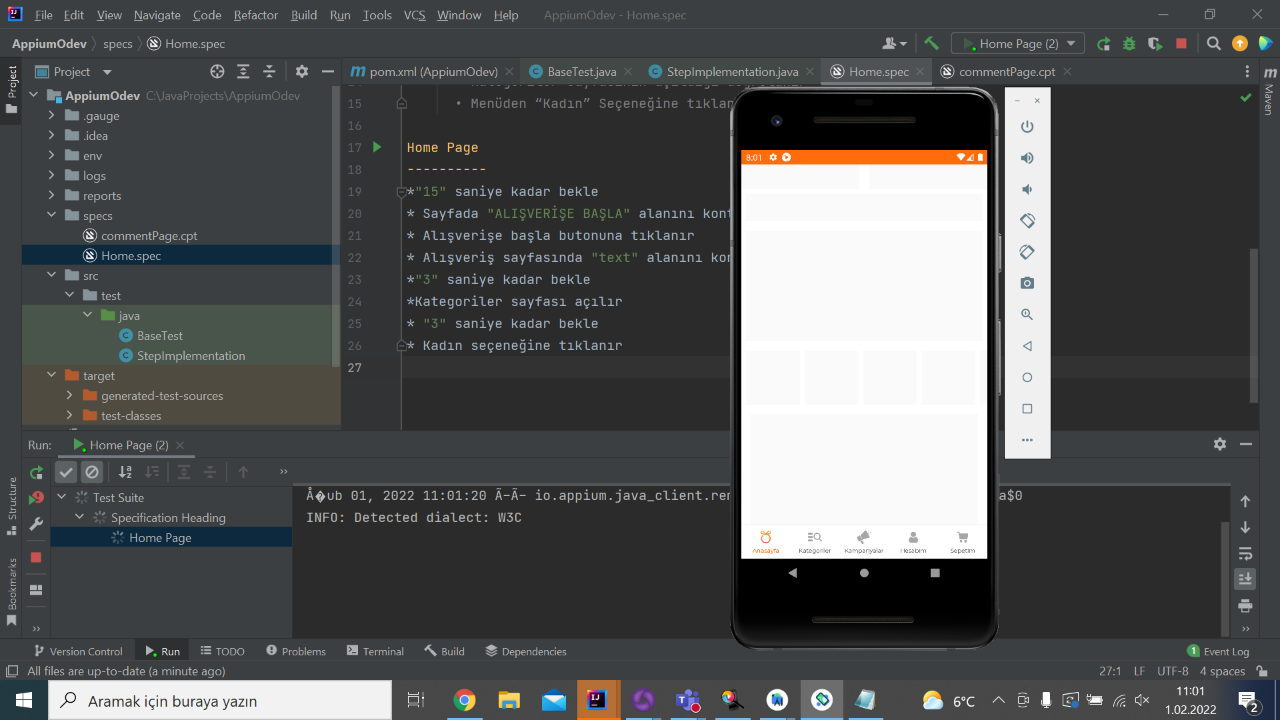 File Edit View Navigate Code Refactor Build Run Tools VCS Window Help AppiumOdev - Home.spec
AppiumOdev specs Home.spec Home Page (2)
Project
pom.xml (AppiumOdev) BaseTest.java StepImplementation.java Home.spec commentPage.cpt
Project
Maven
AppiumOdev C:\JavaProjects\AppiumOdev
.gauge
.idea
env
logs
reports
specs
commentPage.cpt
Home.spec
src
test
java
BaseTest
StepImplementation
target
generated-test-sources
test-classes
15 • Menüden “Kadın” Seçeneğine tıklan
16
17 Home Page
18 ----------
19 *"15" saniye kadar bekle
20 * Sayfada "ALIŞVERİŞE BAŞLA" alanını kon
21 * Alışverişe başla butonuna tıklanır
22 * Alışveriş sayfasında "text" alanını kon
23 *"3" saniye kadar bekle
24 *Kategoriler sayfası açılır
25 * "3" saniye kadar bekle
26 * Kadın seçeneğine tıklanır
27
8:01
Anasayfa Kategoriler Kampanyalar Hesabım Sepetim
Run: Home Page (2)
Test Suite
Specification Heading
Home Page
Å�ub 01, 2022 11:01:20 Ã-Ã- io.appium.java_client.rem a$0
INFO: Detected dialect: W3C
Structure
Bookmarks
Version Control Run TODO Problems Terminal Build Dependencies 1 Event Log
All files are up-to-date (a minute ago) 27:1 LF UTF-8 4 spaces
Aramak için buraya yazın 6°C 11:01
1.02.2022 2